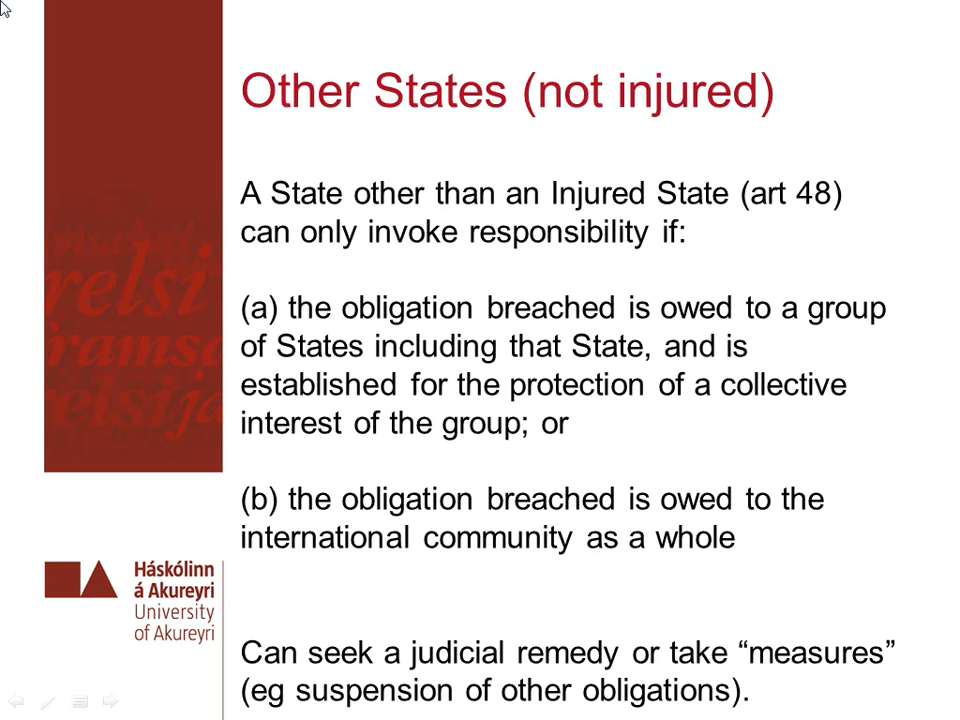 Other States (not injured)
A State other than an Injured State (art 48)
can only invoke responsibility if:
(a) the obligation breached is owed to a group
of States including that State, and is
established for the protection of a collective
interest of the group; or
(b) the obligation breached is owed to the
international community as a whole
Can seek a judicial remedy or take “measures”
(eg suspension of other obligations).
relsi
framsa
relsija
Háskólinn
á Akureyri
University
of Akureyri